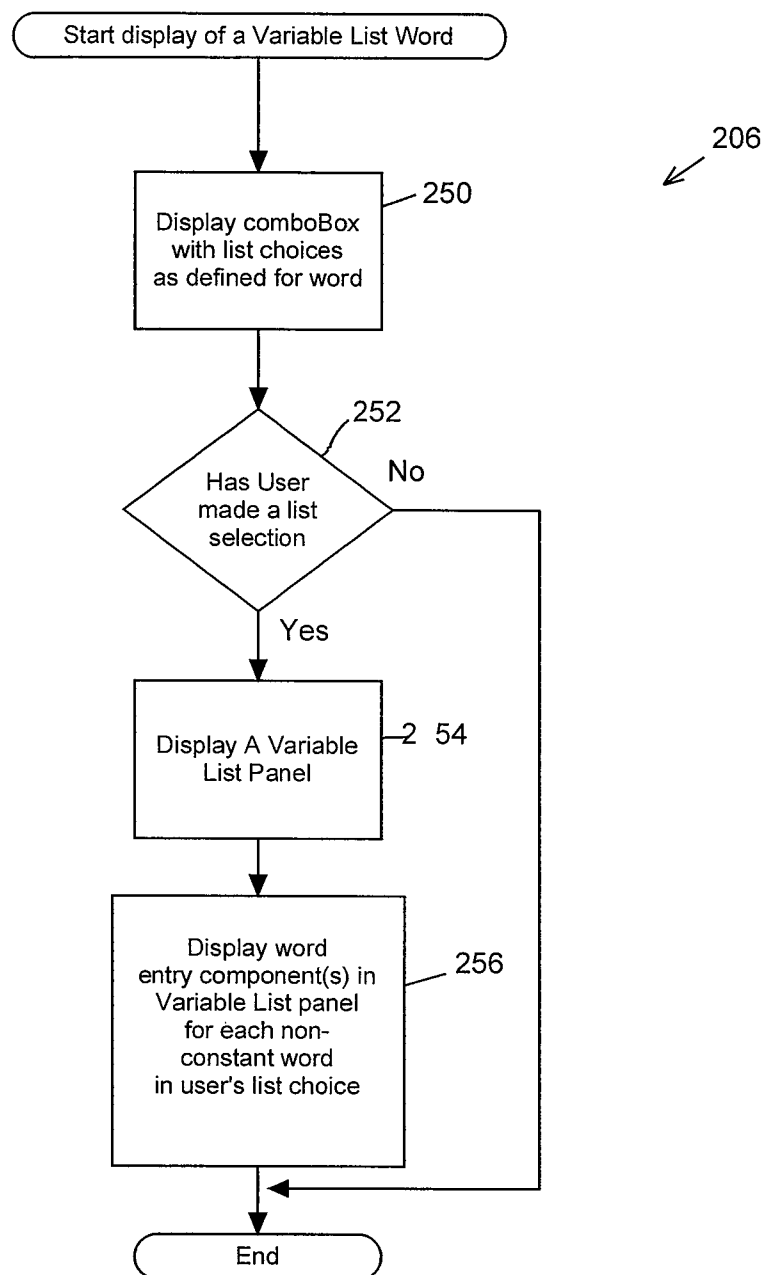 Start display of a Variable List Word
206
250
Display comboBox
with list choices
as defined for word
252
Has User
made a list
selection
No
Yes
Display A Variable
List Panel
2 54
Display word
entry component(s) in
Variable List panel
for each non-
constant word
in user's list choice
256
End